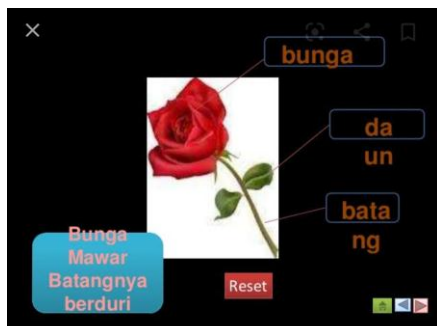 bunga
da
un
bata
ng
Bunga
Mawar
Batangnya
berduri
Reset